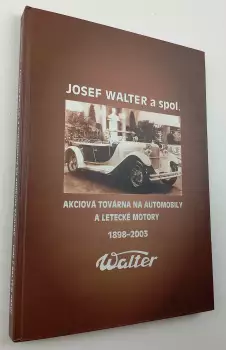 JOSEF WALTER a spol.
AKCIOVÁ TOVÁRNA NA AUTOMOBILY
A LETECKÉ MOTORY
1898-2003
Walter